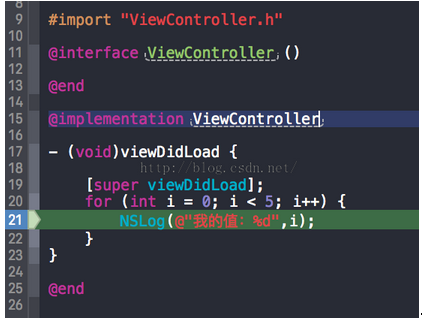 8
9 #import "ViewController.h"
10
11 @interface ViewController ()
12
13 @end
14
15 @implementation ViewController
16
17 - (void)viewDidLoad {
18 http://blog.csdn.net/
19 [super viewDidLoad];
20 for (int i = 0; i < 5; i++) {
21 NSLog(@"我的值：%d",i);
22 }
23 }
24
25 @end
26